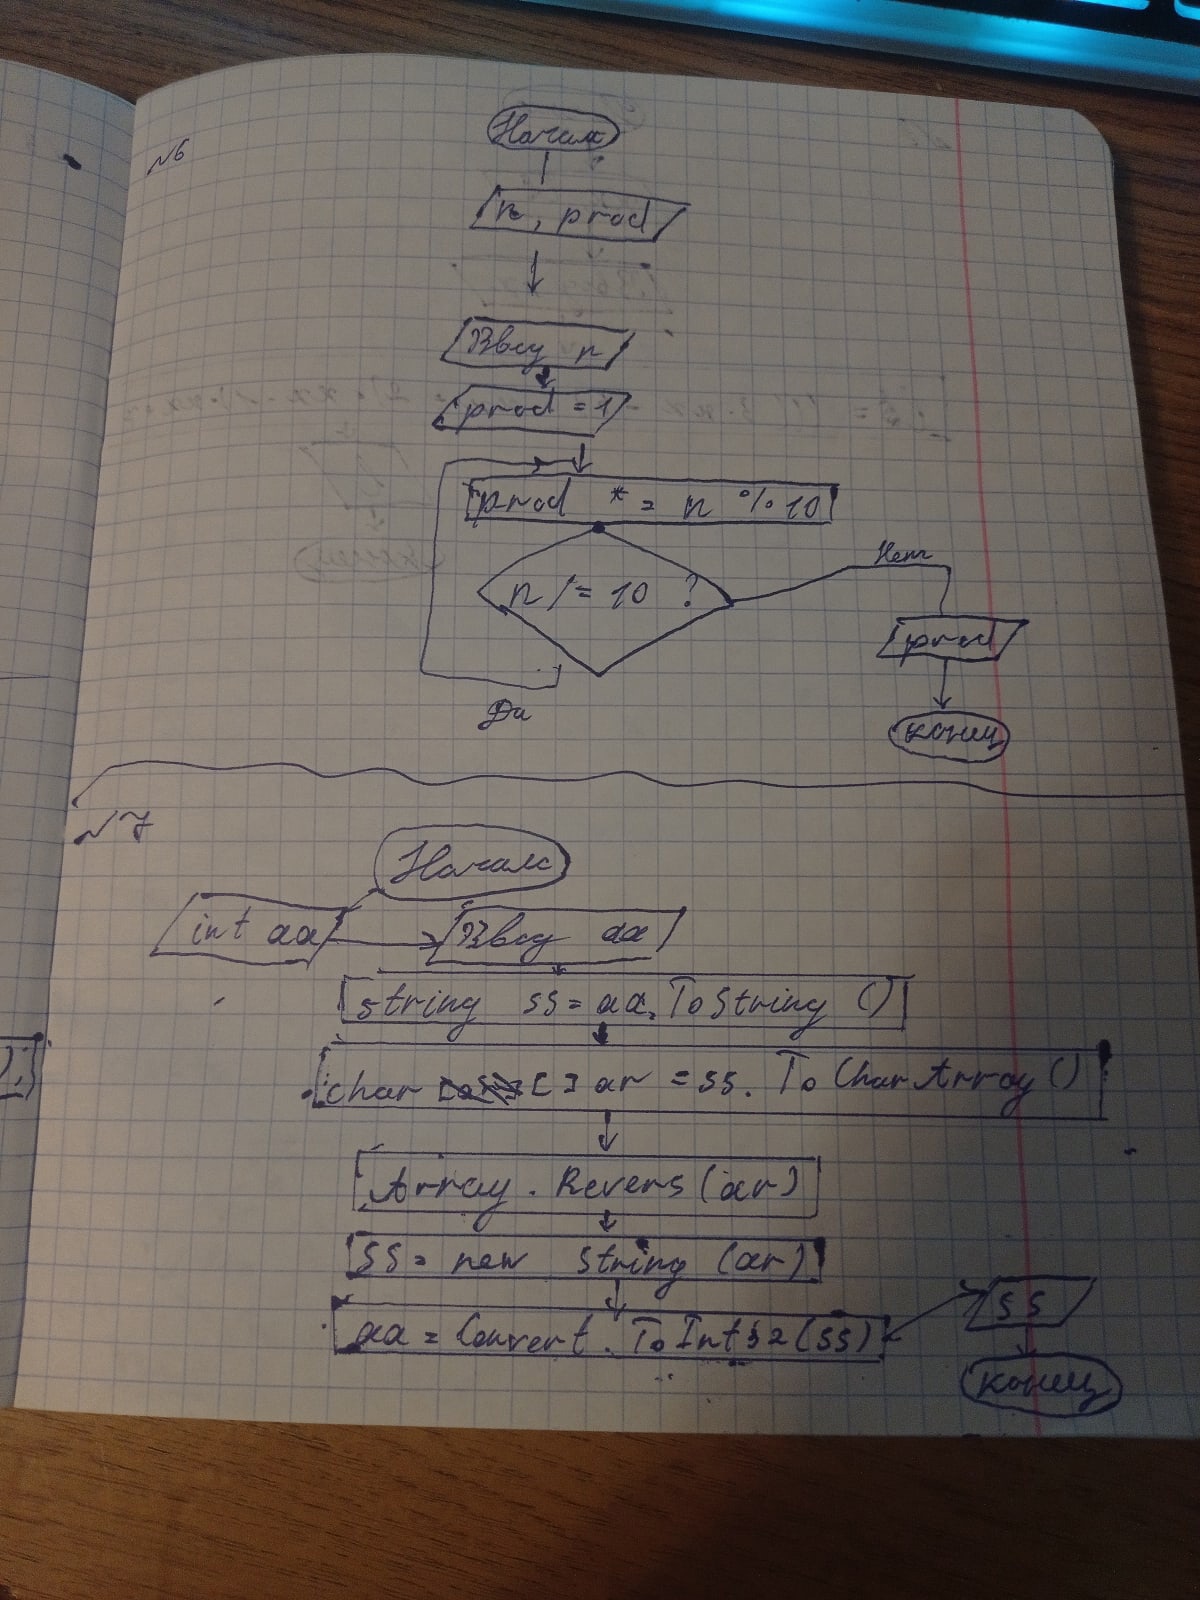 №6
Начало
n, prod
Ввод n
prod = 1
prod *= n % 10
n /= 10 ?
Нет
prod
конец
Да
№7
Начало
int aa
Ввод aa
string ss = aa.ToString ()
char [] ar = ss. To CharArray ()
Array . Revers (ar)
ss = new string (ar)
aa = Convert . ToInt32 (ss)
ss
конец